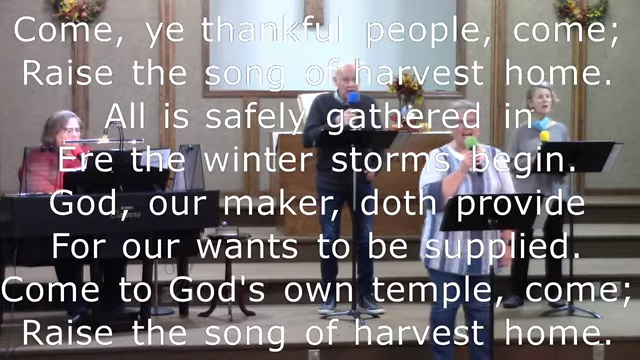 Come, ye thankful people, come;
Raise the song of harvest home.
All is safely gathered in
Ere the winter storms begin.
God, our maker, doth provide
For our wants to be supplied.
Come to God's own temple, come;
Raise the song of harvest home.